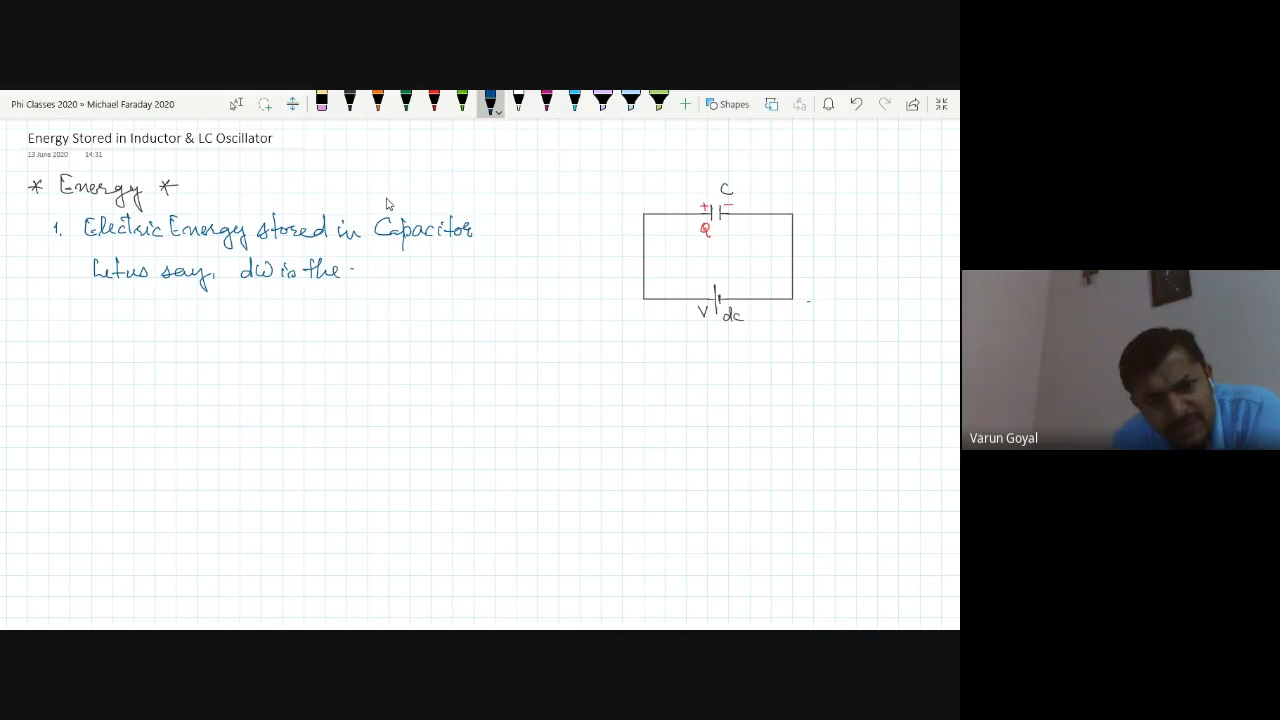 Phi Classes 2020 » Michael Faraday 2020
Shapes
Energy Stored in Inductor & LC Oscillator
13 June 2020 14:31
* Energy *
1. Electric Energy stored in Capacitor
Let us say, dW is the
C
+ −
Q
V dc
Varun Goyal